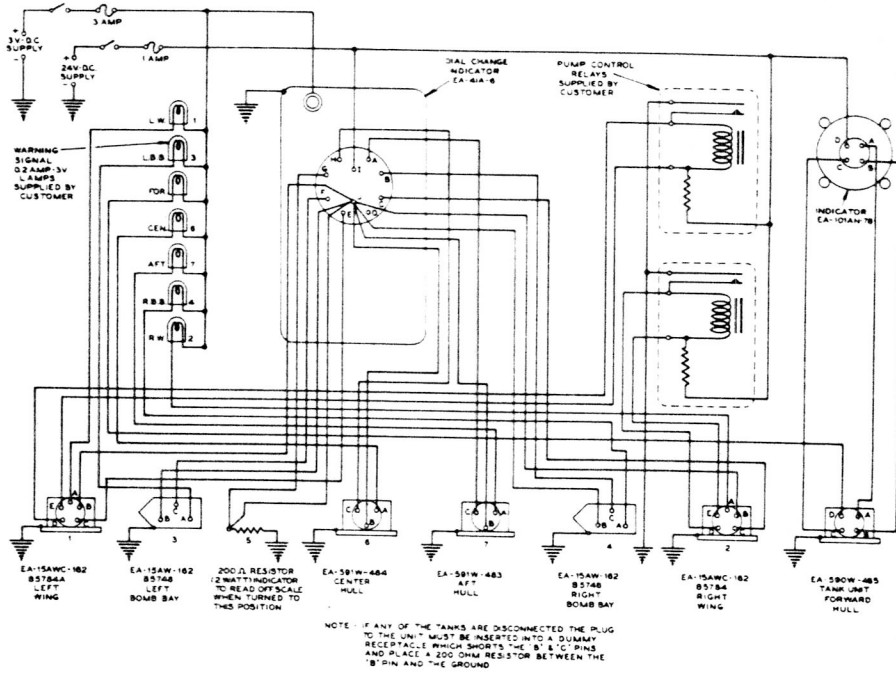 3 AMP
3V-D.C.
SUPPLY
1 AMP
24V-D.C.
SUPPLY
DIAL CHANGE
INDICATOR
EA-41A-6
PUMP CONTROL
RELAYS
SUPPLIED BY
CUSTOMER
L.W. 1
WARNING
SIGNAL
0.2 AMP-3V
LAMPS
SUPPLIED BY
CUSTOMER
L.B.B. 3
FOR
CEN 6
AFT 7
R.B.B. 4
R.W. 2
H A
G I B
F
E D
D A
C B
INDICATOR
EA-101AN-78
E A B
1
C
B A
3
5
C A
B
6
C A
B
7
C
B A
4
E A B
2
D A
C B
EA-15AWC-162
85784A
LEFT
WING
EA-15AW-162
85748
LEFT
BOMB BAY
200 Ω RESISTOR
(2 WATT) INDICATOR
TO READ OFF SCALE
WHEN TURNED TO
THIS POSITION
EA-591W-484
CENTER
HULL
EA-591W-483
AFT
HULL
EA-15AW-162
85748
RIGHT
BOMB BAY
EA-15AWC-162
85784
RIGHT
WING
EA-590W-485
TANK UNIT
FORWARD
HULL
NOTE - IF ANY OF THE TANKS ARE DISCONNECTED THE PLUG
TO THE UNIT MUST BE INSERTED INTO A DUMMY
RECEPTACLE WHICH SHORTS THE 'B' & 'C' PINS
AND PLACE A 200 OHM RESISTOR BETWEEN THE
'B' PIN AND THE GROUND